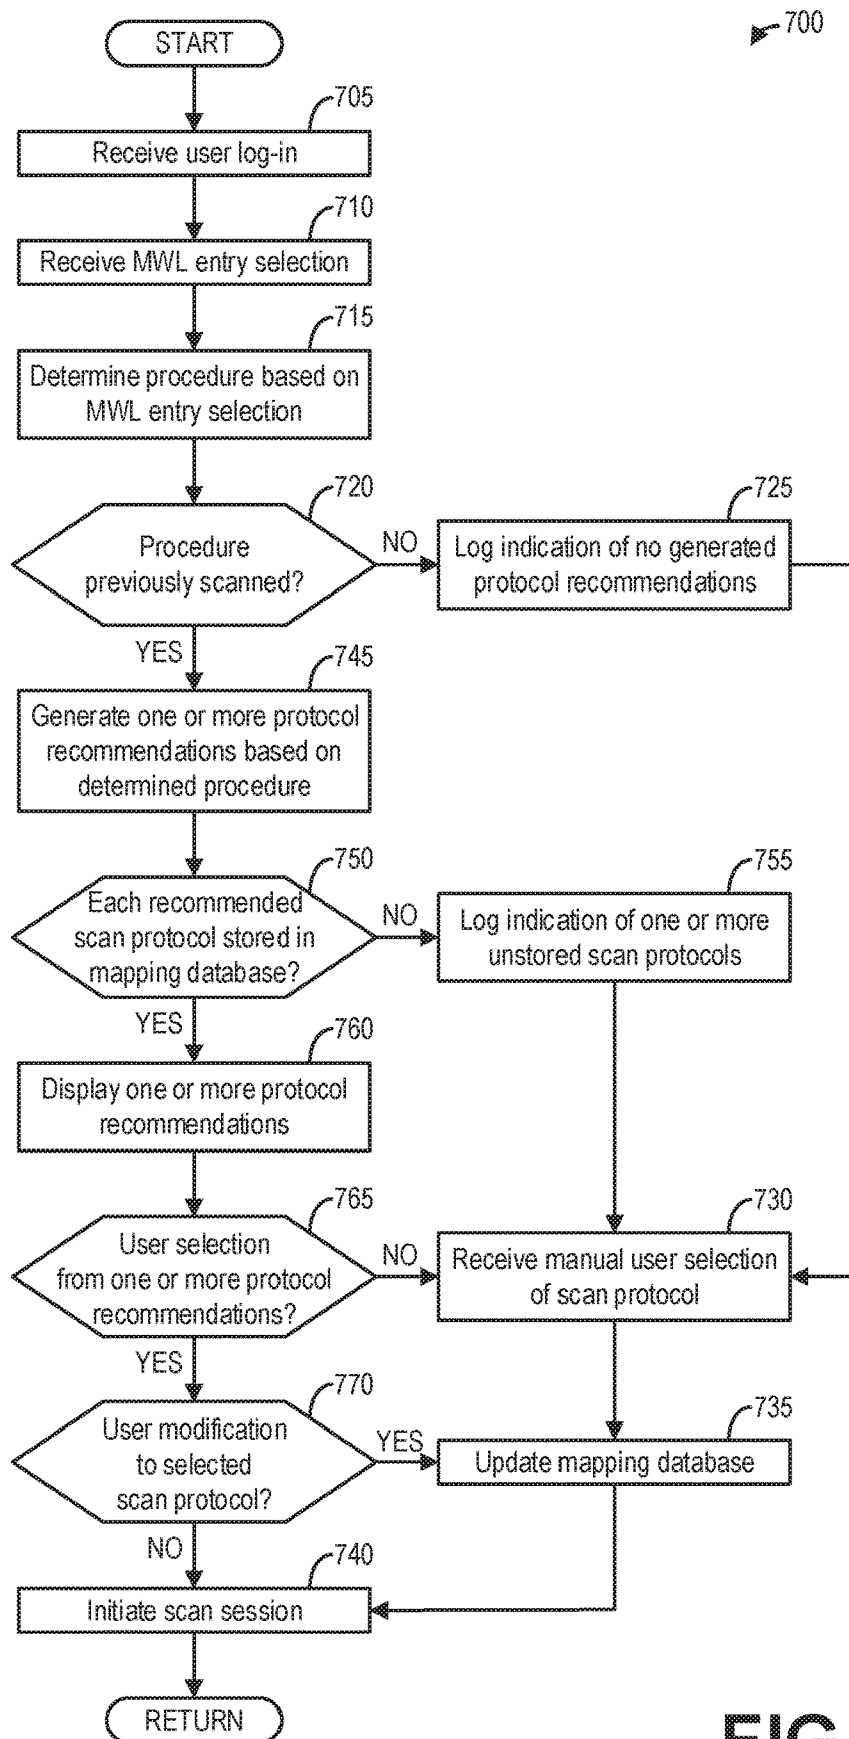 START
700
705
Receive user log-in
710
Receive MWL entry selection
715
Determine procedure based on
MWL entry selection
720
Procedure
previously scanned?
NO
725
Log indication of no generated
protocol recommendations
YES
745
Generate one or more protocol
recommendations based on
determined procedure
750
Each recommended
scan protocol stored in
mapping database?
NO
755
Log indication of one or more
unstored scan protocols
YES
760
Display one or more protocol
recommendations
765
User selection
from one or more protocol
recommendations?
NO
730
Receive manual user selection
of scan protocol
YES
770
User modification
to selected
scan protocol?
YES
735
Update mapping database
NO
740
Initiate scan session
RETURN
FIG